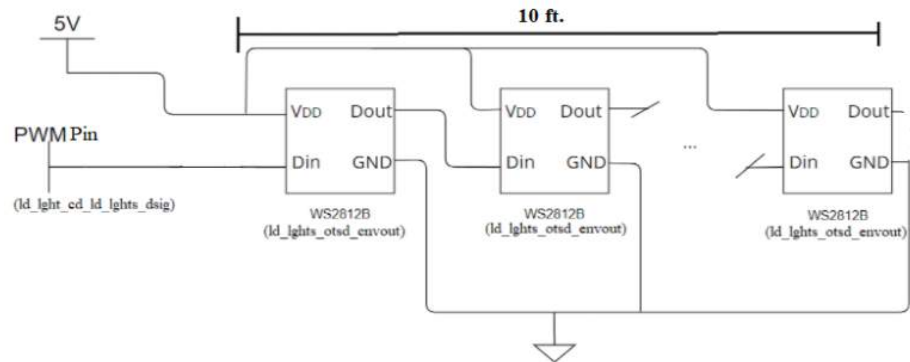 10 ft.
5V
VDD Dout
VDD Dout
VDD Dout
PWM Pin
Din GND
Din GND
...
Din GND
(ld_lght_cd_ld_lghts_dsig)
WS2812B
(ld_lghts_otsd_envout)
WS2812B
(ld_lghts_otsd_envout)
WS2812B
(ld_lghts_otsd_envout)